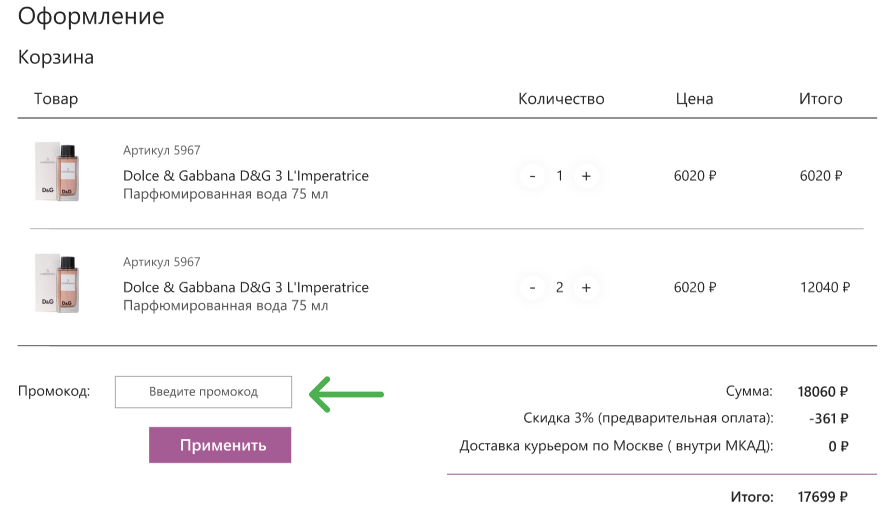 Оформление
Корзина
Товар Количество Цена Итого
Артикул 5967
Dolce & Gabbana D&G 3 L'Imperatrice
Парфюмированная вода 75 мл
- 1 + 6020 ₽ 6020 ₽
D&G D&G
Артикул 5967
Dolce & Gabbana D&G 3 L'Imperatrice
Парфюмированная вода 75 мл
- 2 + 6020 ₽ 12040 ₽
D&G D&G
Промокод: Введите промокод
Применить
Сумма: 18060 ₽
Скидка 3% (предварительная оплата): -361 ₽
Доставка курьером по Москве ( внутри МКАД): 0 ₽
Итого: 17699 ₽